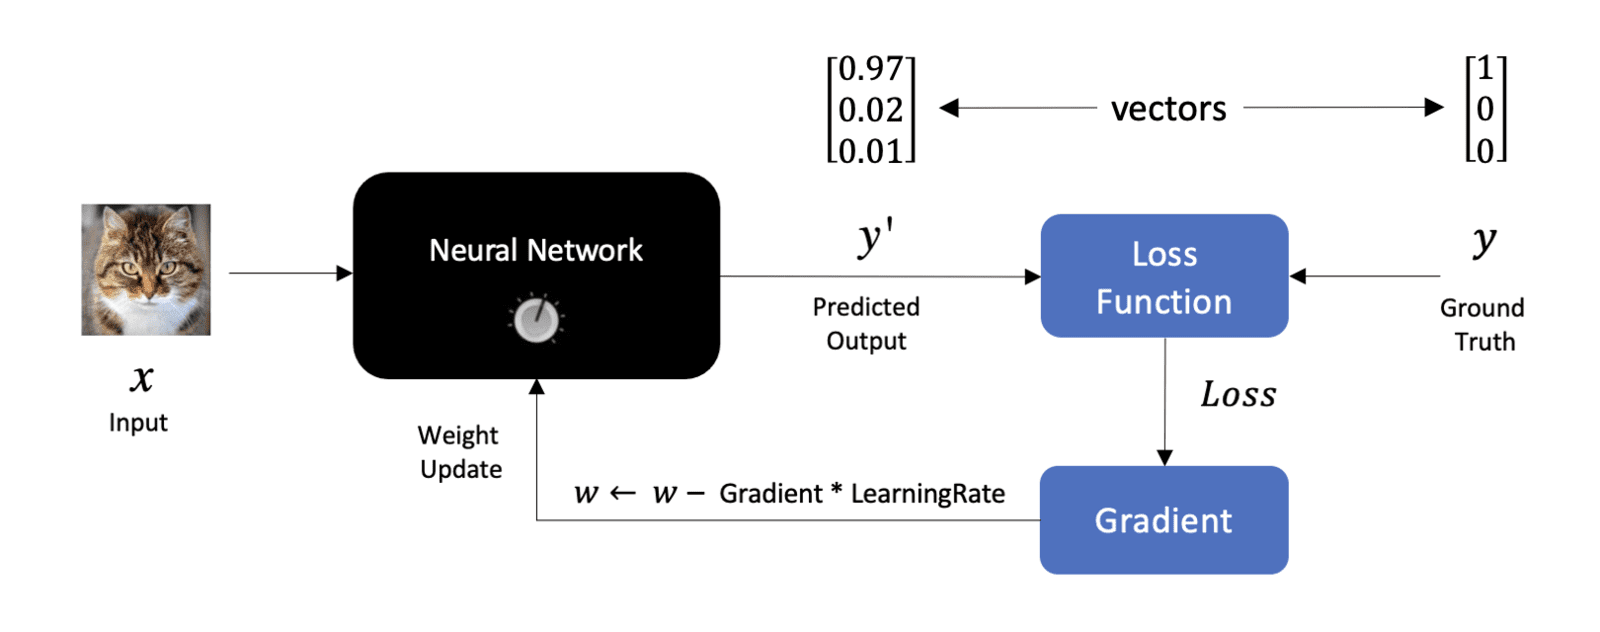 [0.97]
[0.02]
[0.01]
vectors
[1]
[0]
[0]
Neural Network
y'
Predicted
Output
Loss
Function
y
Ground
Truth
x
Input
Loss
Weight
Update
w ← w − Gradient * LearningRate
Gradient